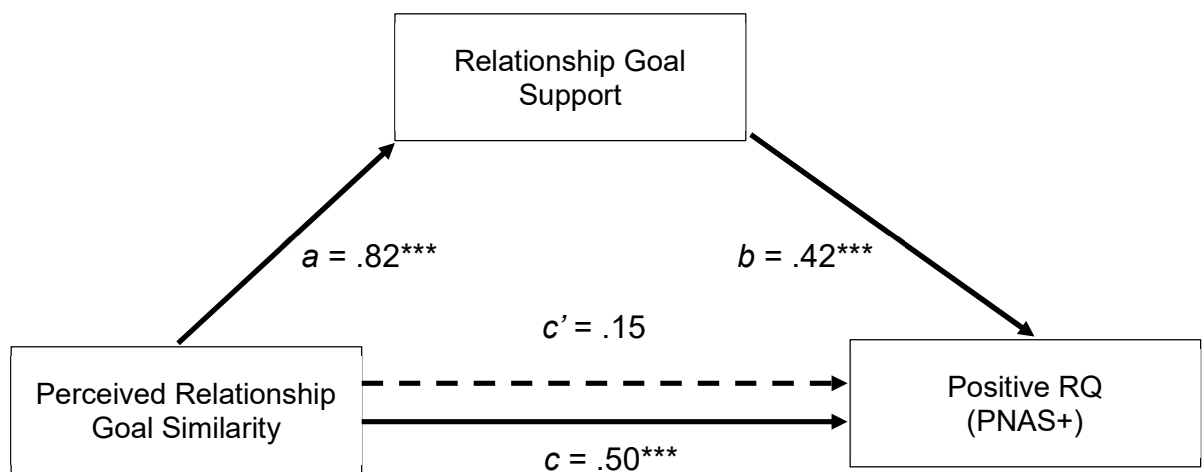 Relationship Goal
Support
a = .82***
b = .42***
c’ = .15
Perceived Relationship
Goal Similarity
Positive RQ
(PNAS+)
c = .50***